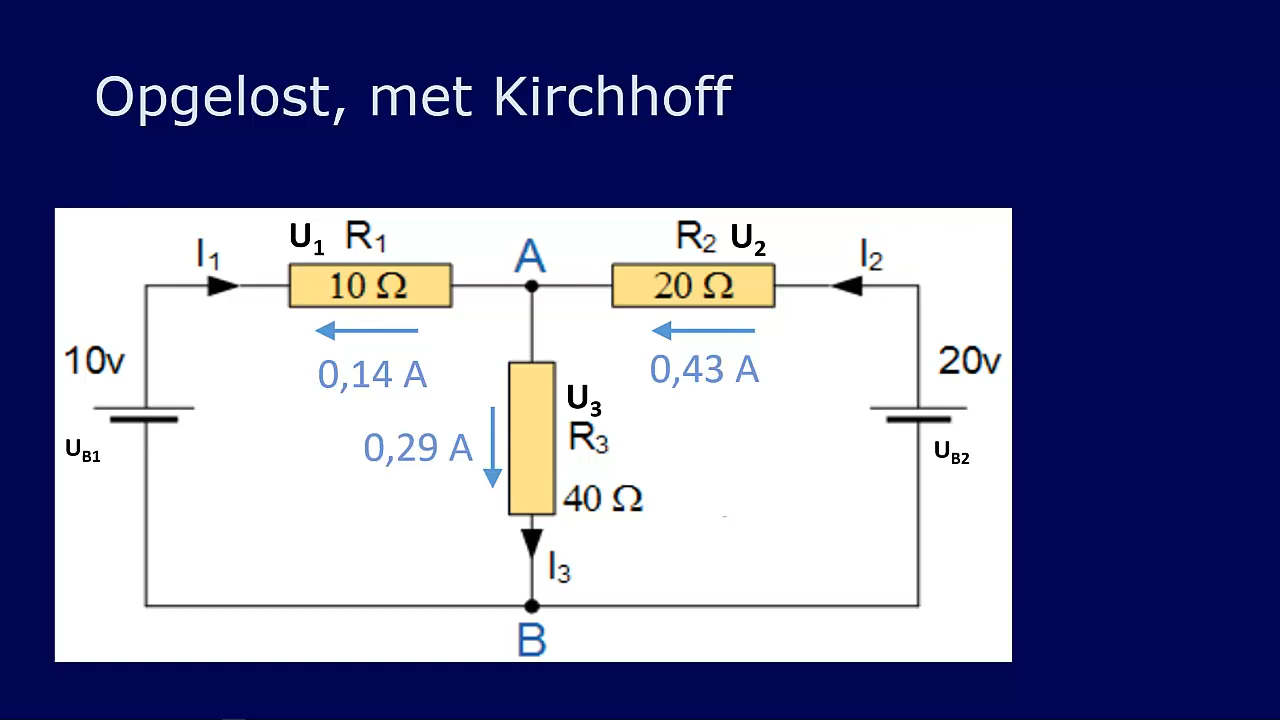 Opgelost, met Kirchhoff
I1 U1 R1 A R2 U2 I2
10 Ω 20 Ω
0,14 A 0,43 A
10v 20v
U3
R3
0,29 A
UB1 UB2
40 Ω
I3
B